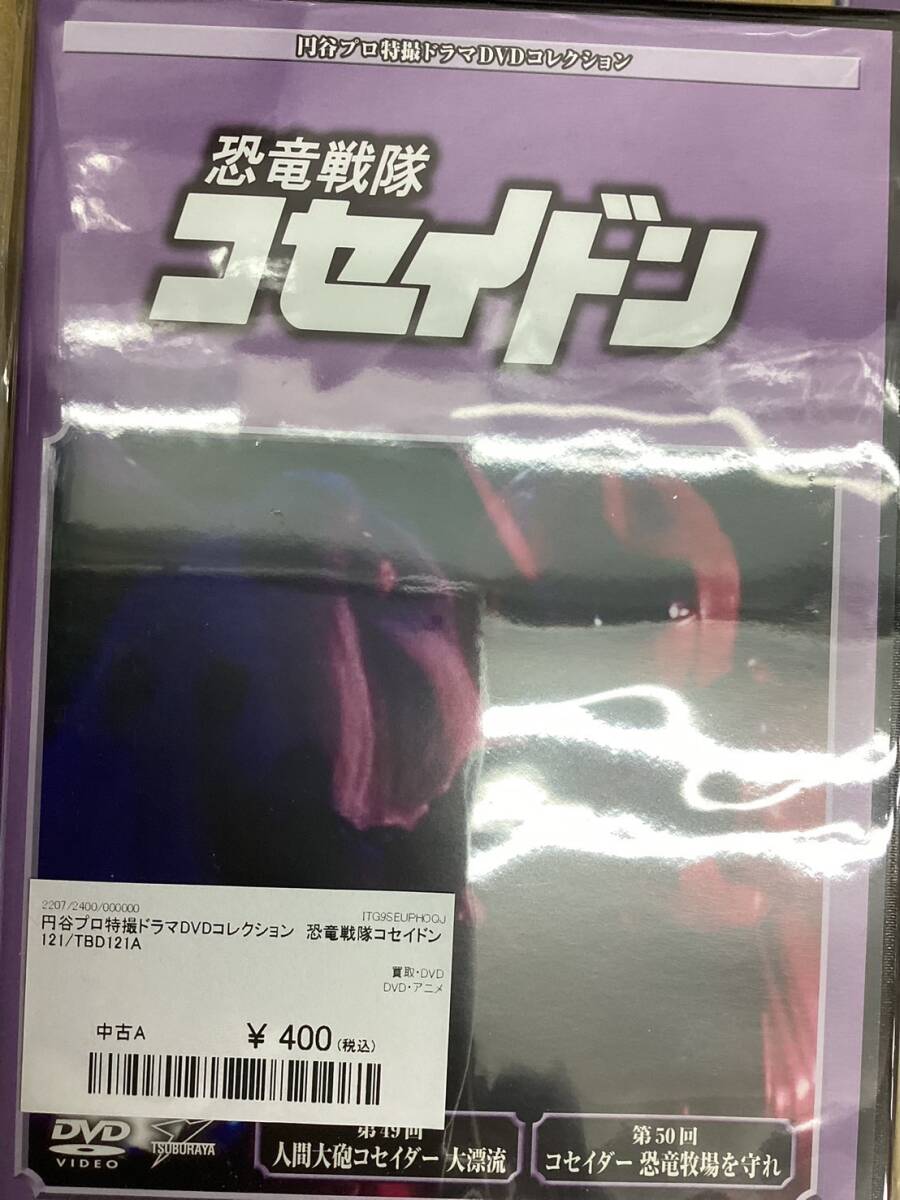 円谷プロ特撮ドラマDVDコレクション
恐竜戦隊
コセイドン
2207/2400/000000
ITG9SEUPHOQJ
円谷プロ特撮ドラマDVDコレクション 恐竜戦隊コセイドン
121/TBD121A
買取・DVD
DVD・アニメ
中古A
¥ 400(税込)
DVD
VIDEO
TSUBURAYA
第49回
人間大砲コセイダー 大漂流
第50回
コセイダー 恐竜牧場を守れ